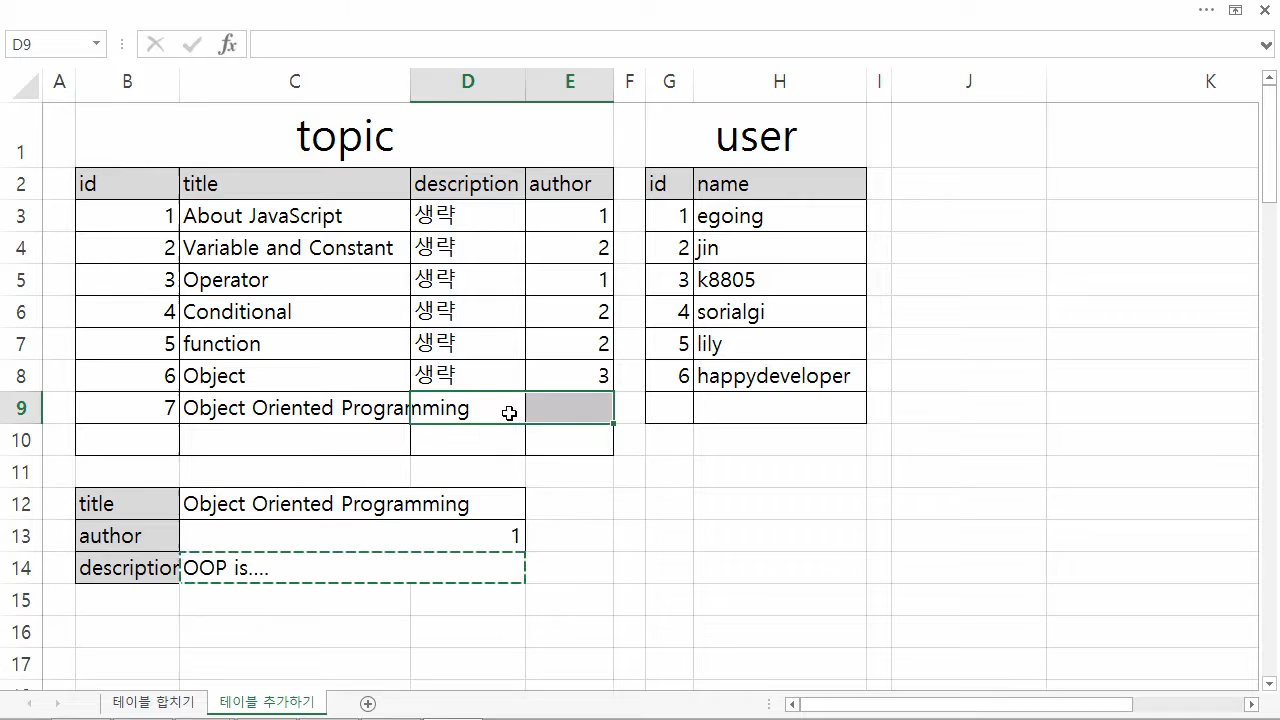 D9 fx
A B C D E F G H I J K
1 topic user
2 id title description author id name
3 1 About JavaScript 생략 1 1 egoing
4 2 Variable and Constant 생략 2 2 jin
5 3 Operator 생략 1 3 k8805
6 4 Conditional 생략 2 4 sorialgi
7 5 function 생략 2 5 lily
8 6 Object 생략 3 6 happydeveloper
9 7 Object Oriented Programming
10
11
12 title Object Oriented Programming
13 author 1
14 description OOP is....
15
16
17
테이블 합치기 테이블 추가하기